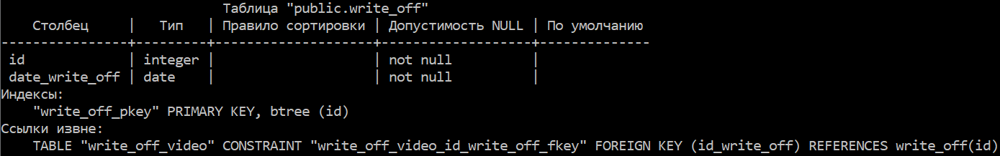 Таблица "public.write_off"
Столбец | Тип | Правило сортировки | Допустимость NULL | По умолчанию
----------------+---------+--------------------+-------------------+--------------
id | integer | | not null |
date_write_off | date | | not null |
Индексы:
"write_off_pkey" PRIMARY KEY, btree (id)
Ссылки извне:
TABLE "write_off_video" CONSTRAINT "write_off_video_id_write_off_fkey" FOREIGN KEY (id_write_off) REFERENCES write_off(id)